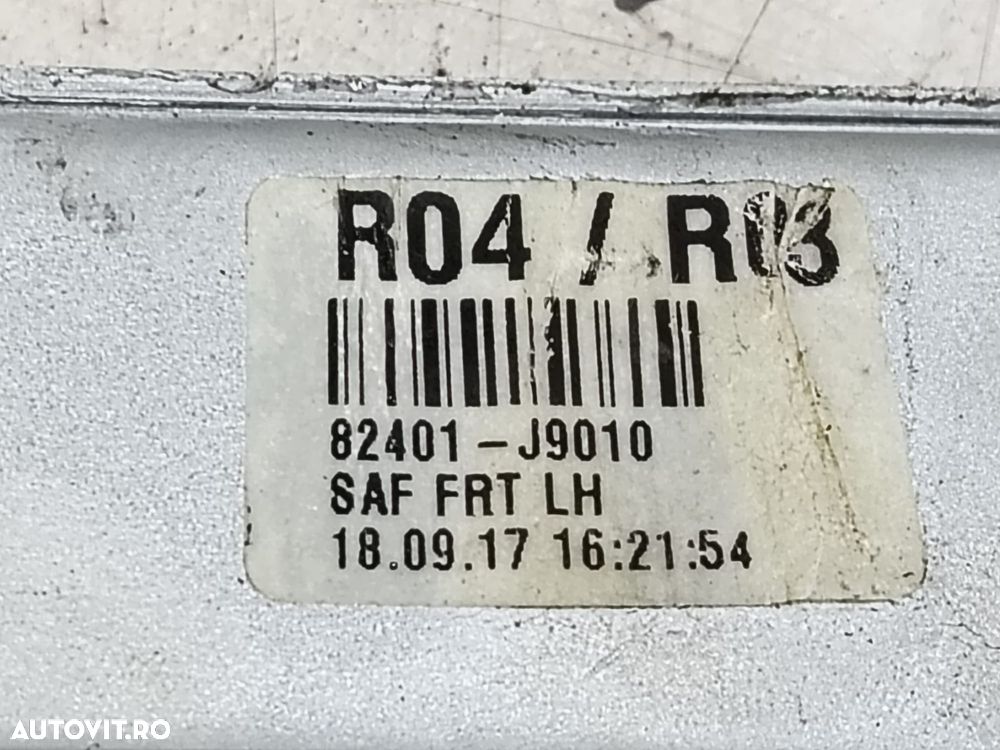 R04 / R03
82401-J9010
SAF FRT LH
18.09.17 16:21:54
AUTOVIT.RO